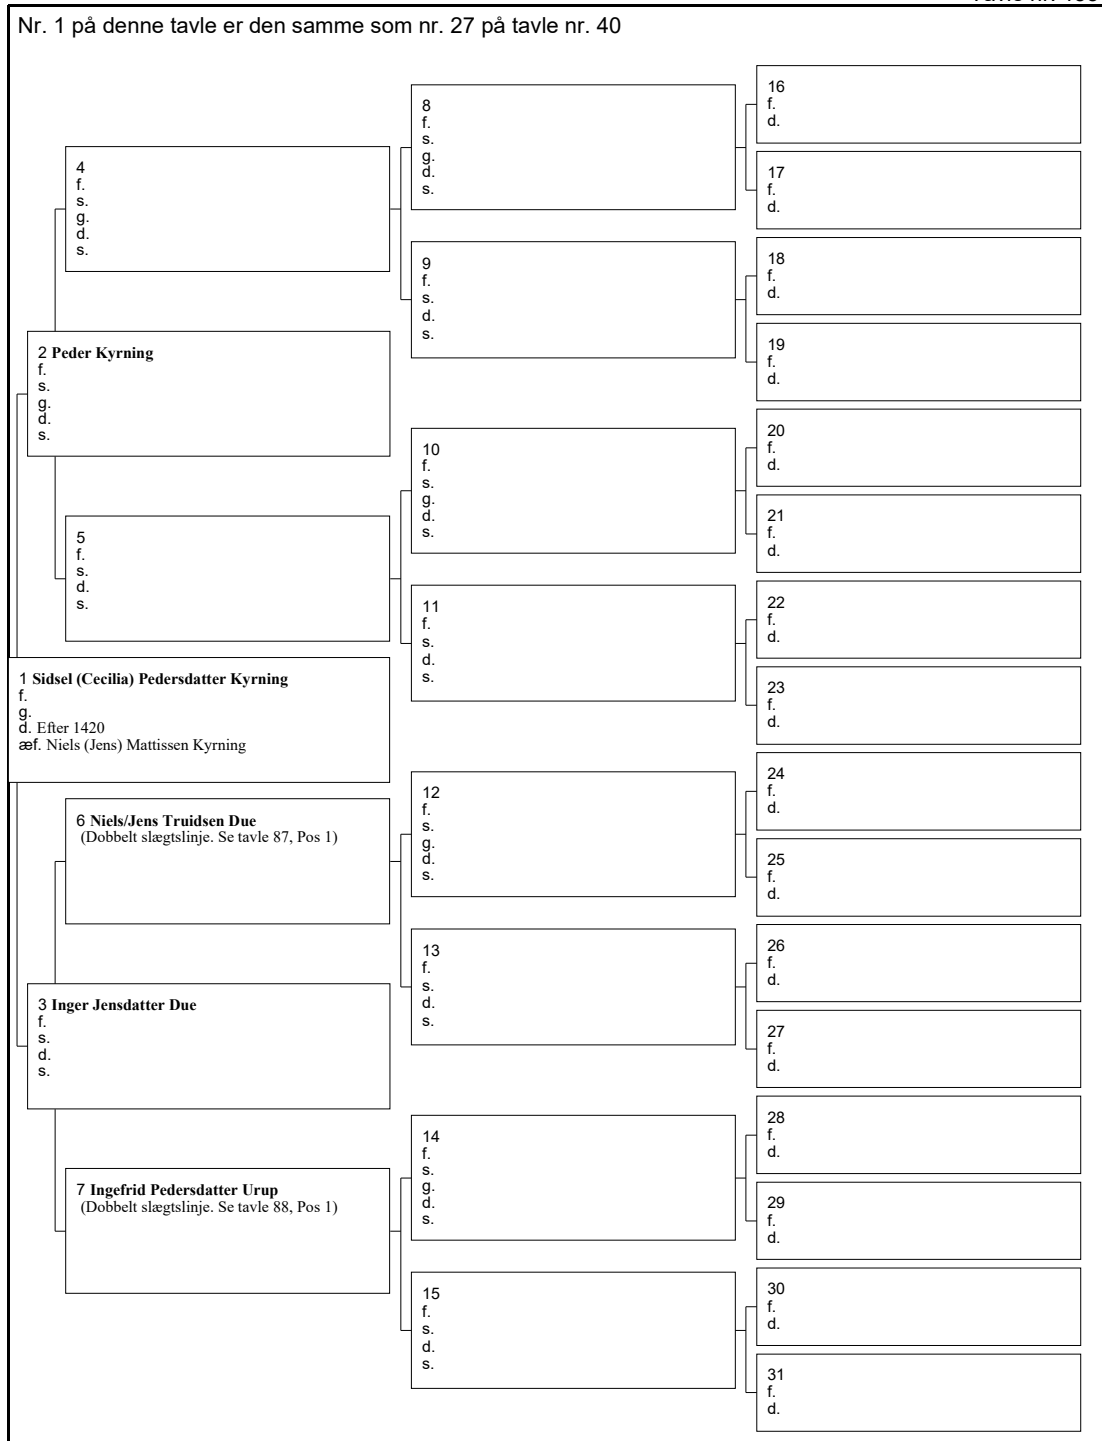 Nr. 1 på denne tavle er den samme som nr. 27 på tavle nr. 40
16
f.
d.
8
f.
s.
g.
d.
s.
17
f.
d.
4
f.
s.
g.
d.
s.
18
f.
d.
9
f.
s.
d.
s.
19
f.
d.
2 Peder Kyrning
f.
s.
g.
d.
s.
20
f.
d.
10
f.
s.
g.
d.
s.
21
f.
d.
5
f.
s.
d.
s.
22
f.
d.
11
f.
s.
d.
s.
23
f.
d.
1 Sidsel (Cecilia) Pedersdatter Kyrning
f.
g.
d. Efter 1420
æf. Niels (Jens) Mattissen Kyrning
24
f.
d.
12
f.
s.
g.
d.
s.
25
f.
d.
6 Niels/Jens Truidsen Due
(Dobbelt slægtslinje. Se tavle 87, Pos 1)
26
f.
d.
13
f.
s.
d.
s.
27
f.
d.
3 Inger Jensdatter Due
f.
s.
d.
s.
28
f.
d.
14
f.
s.
g.
d.
s.
29
f.
d.
7 Ingefrid Pedersdatter Urup
(Dobbelt slægtslinje. Se tavle 88, Pos 1)
30
f.
d.
15
f.
s.
d.
s.
31
f.
d.